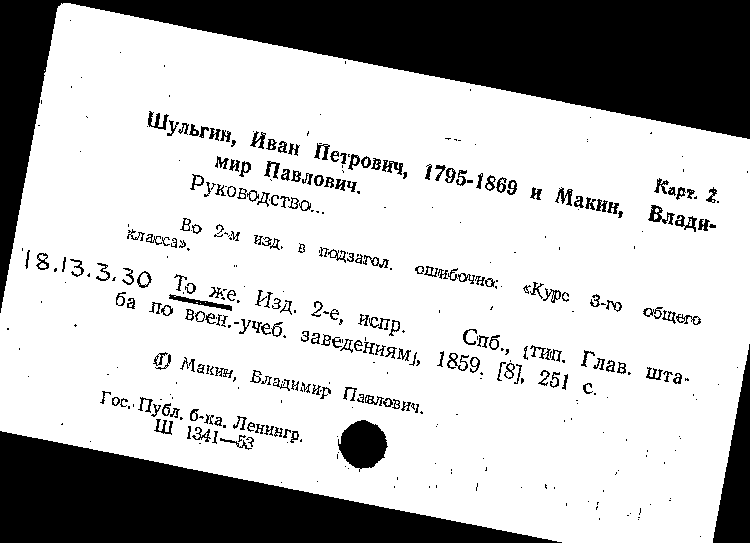 Карт. 2.
Шульгин, Иван Петрович, 1795-1869 и Макин, Влади-
мир Павлович.
Руководство...
Во 2-м изд. в подзагол. ошибочно: «Курс 3-го общего
класса».
18.13.3.30 То же. Изд. 2-е, испр. Спб., [тип. Глав. шта-
ба по воен.-учеб. заведениям], 1859. [8], 251 с.
(1) Макин, Владимир Павлович.
Гос. Публ. б-ка. Ленингр.
Ш 1341—53